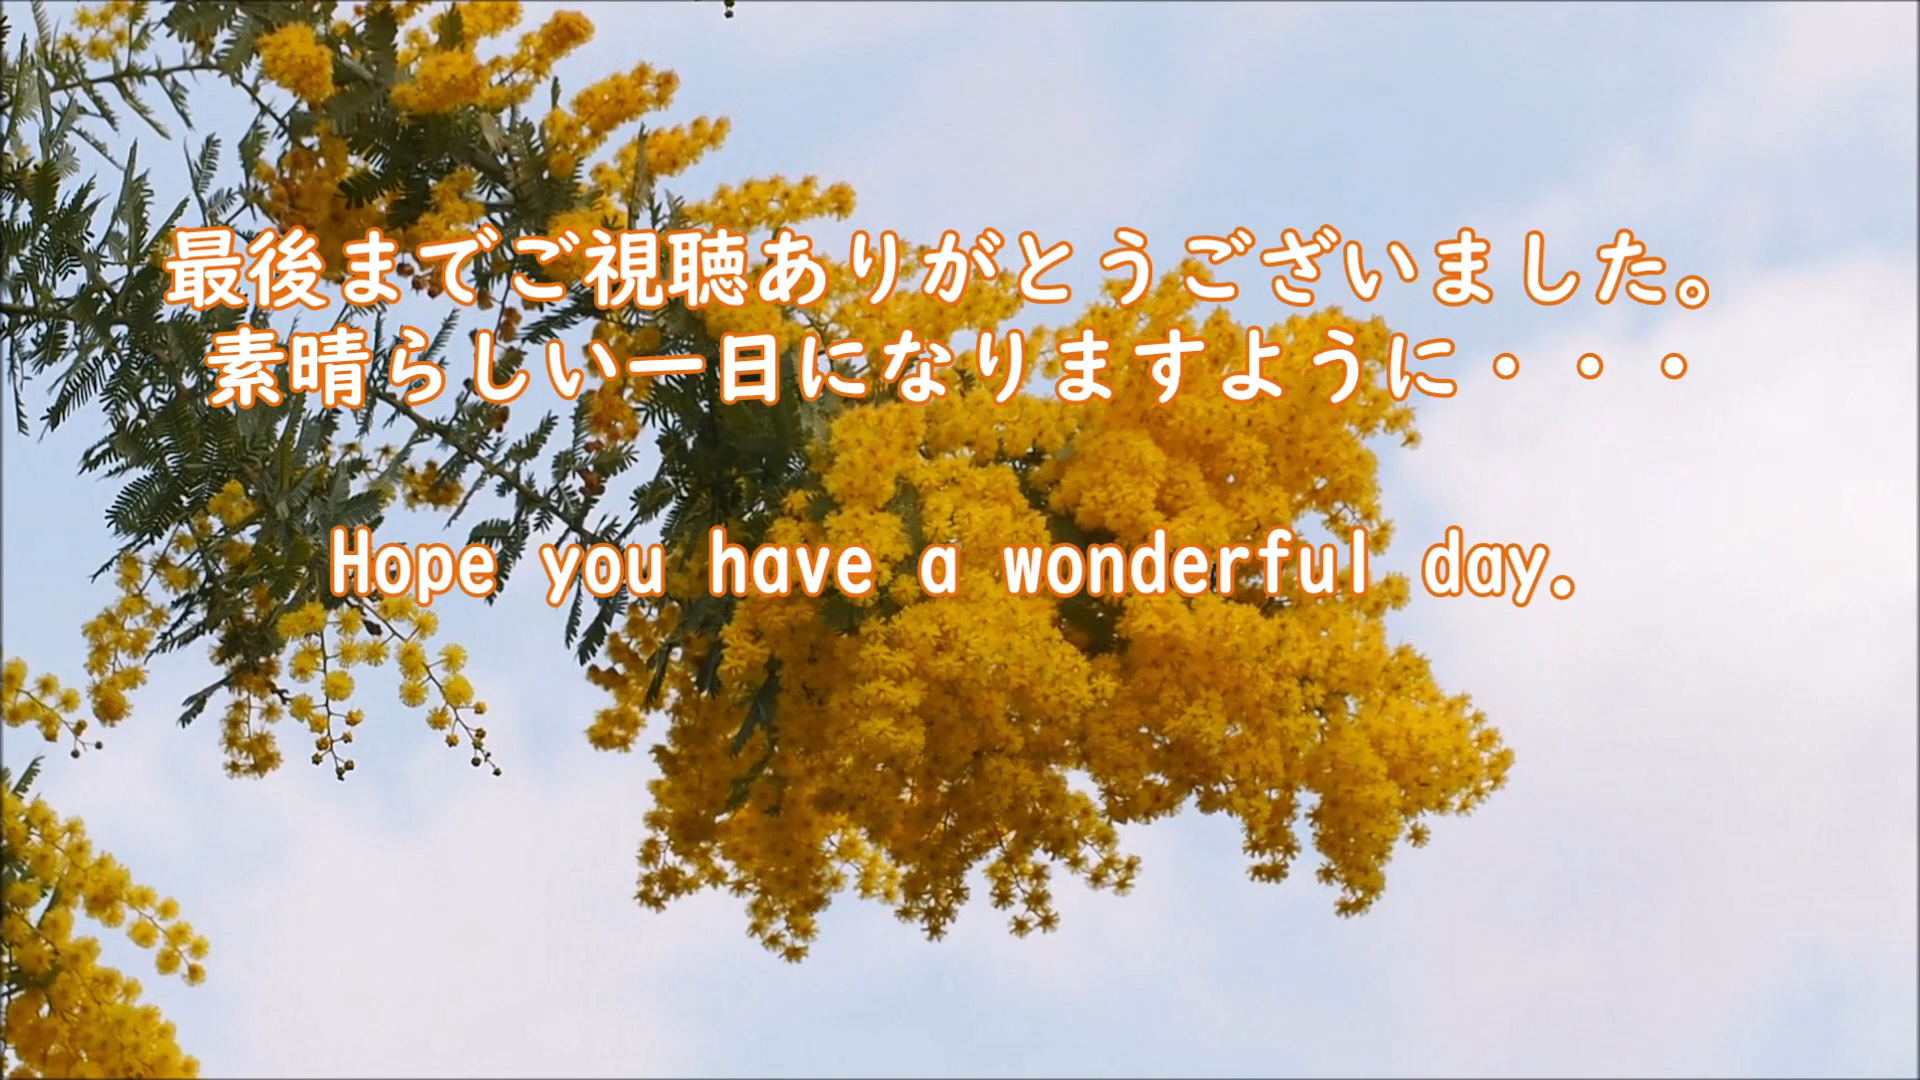 最後までご視聴ありがとうございました。
素晴らしい一日になりますように・・・
Hope you have a wonderful day.